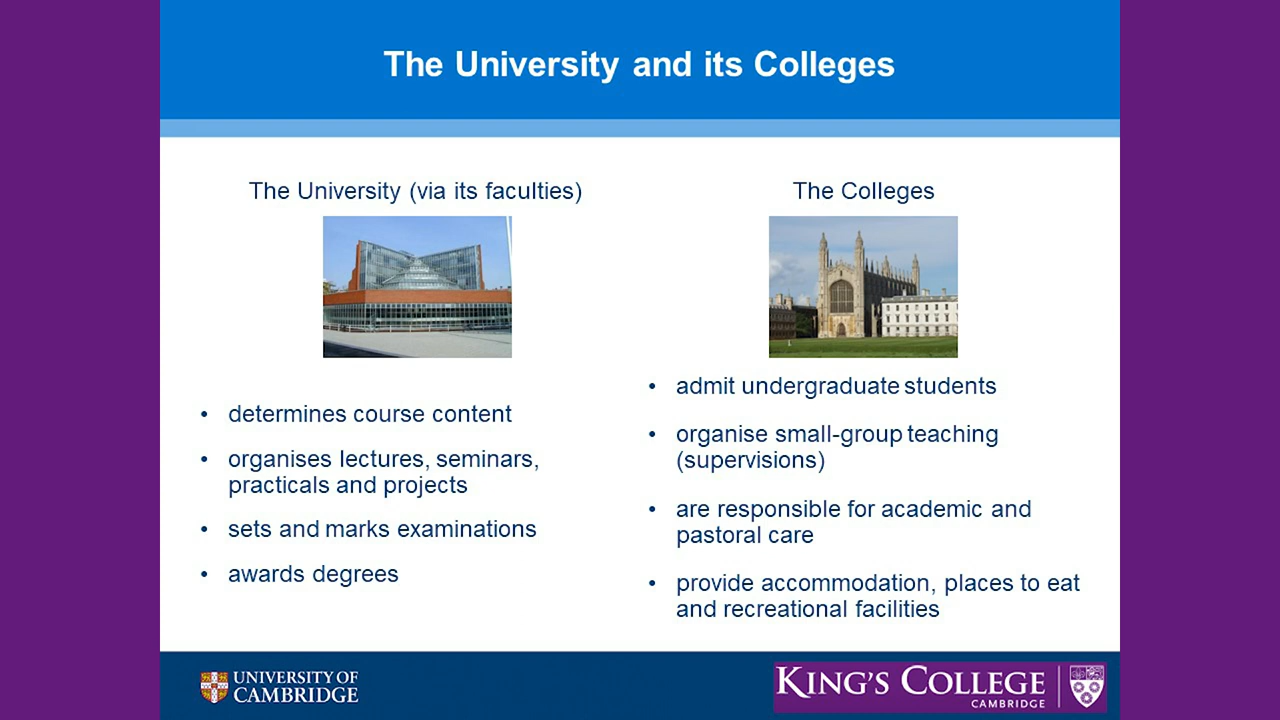 The University and its Colleges
The University (via its faculties)
• determines course content
• organises lectures, seminars,
practicals and projects
• sets and marks examinations
• awards degrees
The Colleges
• admit undergraduate students
• organise small-group teaching
(supervisions)
• are responsible for academic and
pastoral care
• provide accommodation, places to eat
and recreational facilities
UNIVERSITY OF
CAMBRIDGE
KING'S COLLEGE
CAMBRIDGE